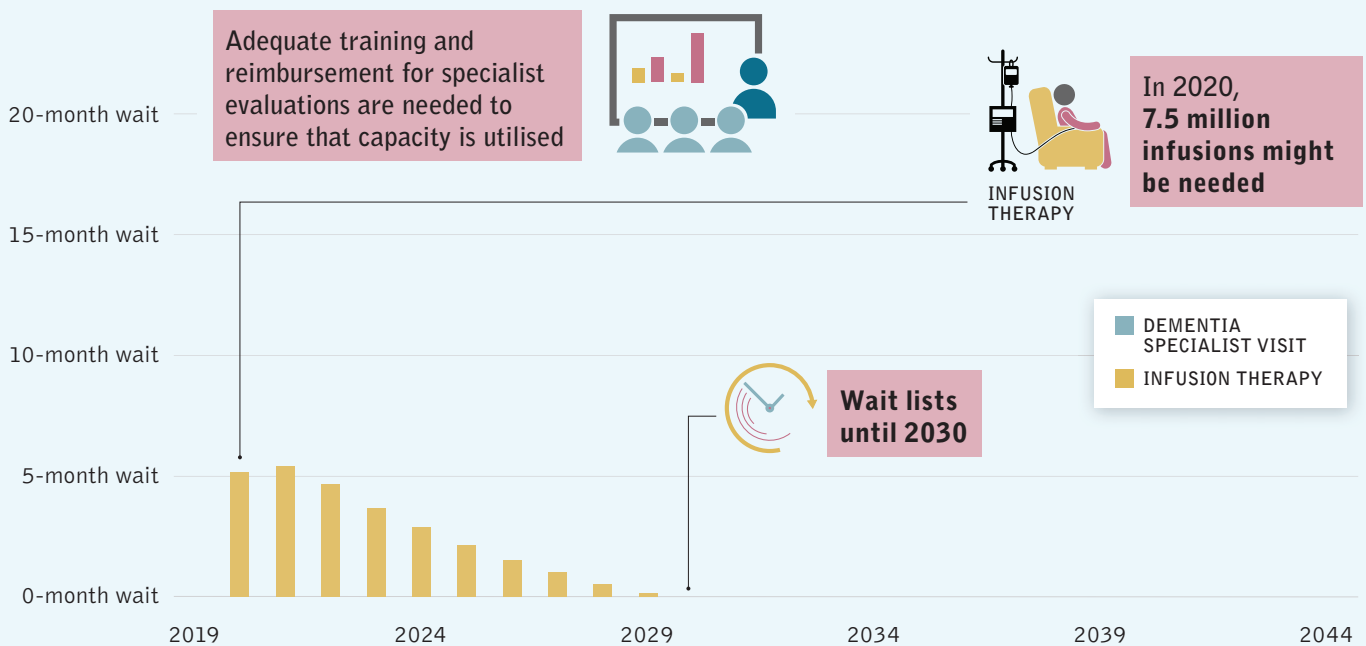 Adequate training and
reimbursement for specialist
evaluations are needed to
ensure that capacity is utilised
In 2020,
7.5 million
infusions might
be needed
INFUSION
THERAPY
20-month wait
15-month wait
10-month wait
5-month wait
0-month wait
DEMENTIA
SPECIALIST VISIT
INFUSION THERAPY
Wait lists
until 2030
2019 2024 2029 2034 2039 2044